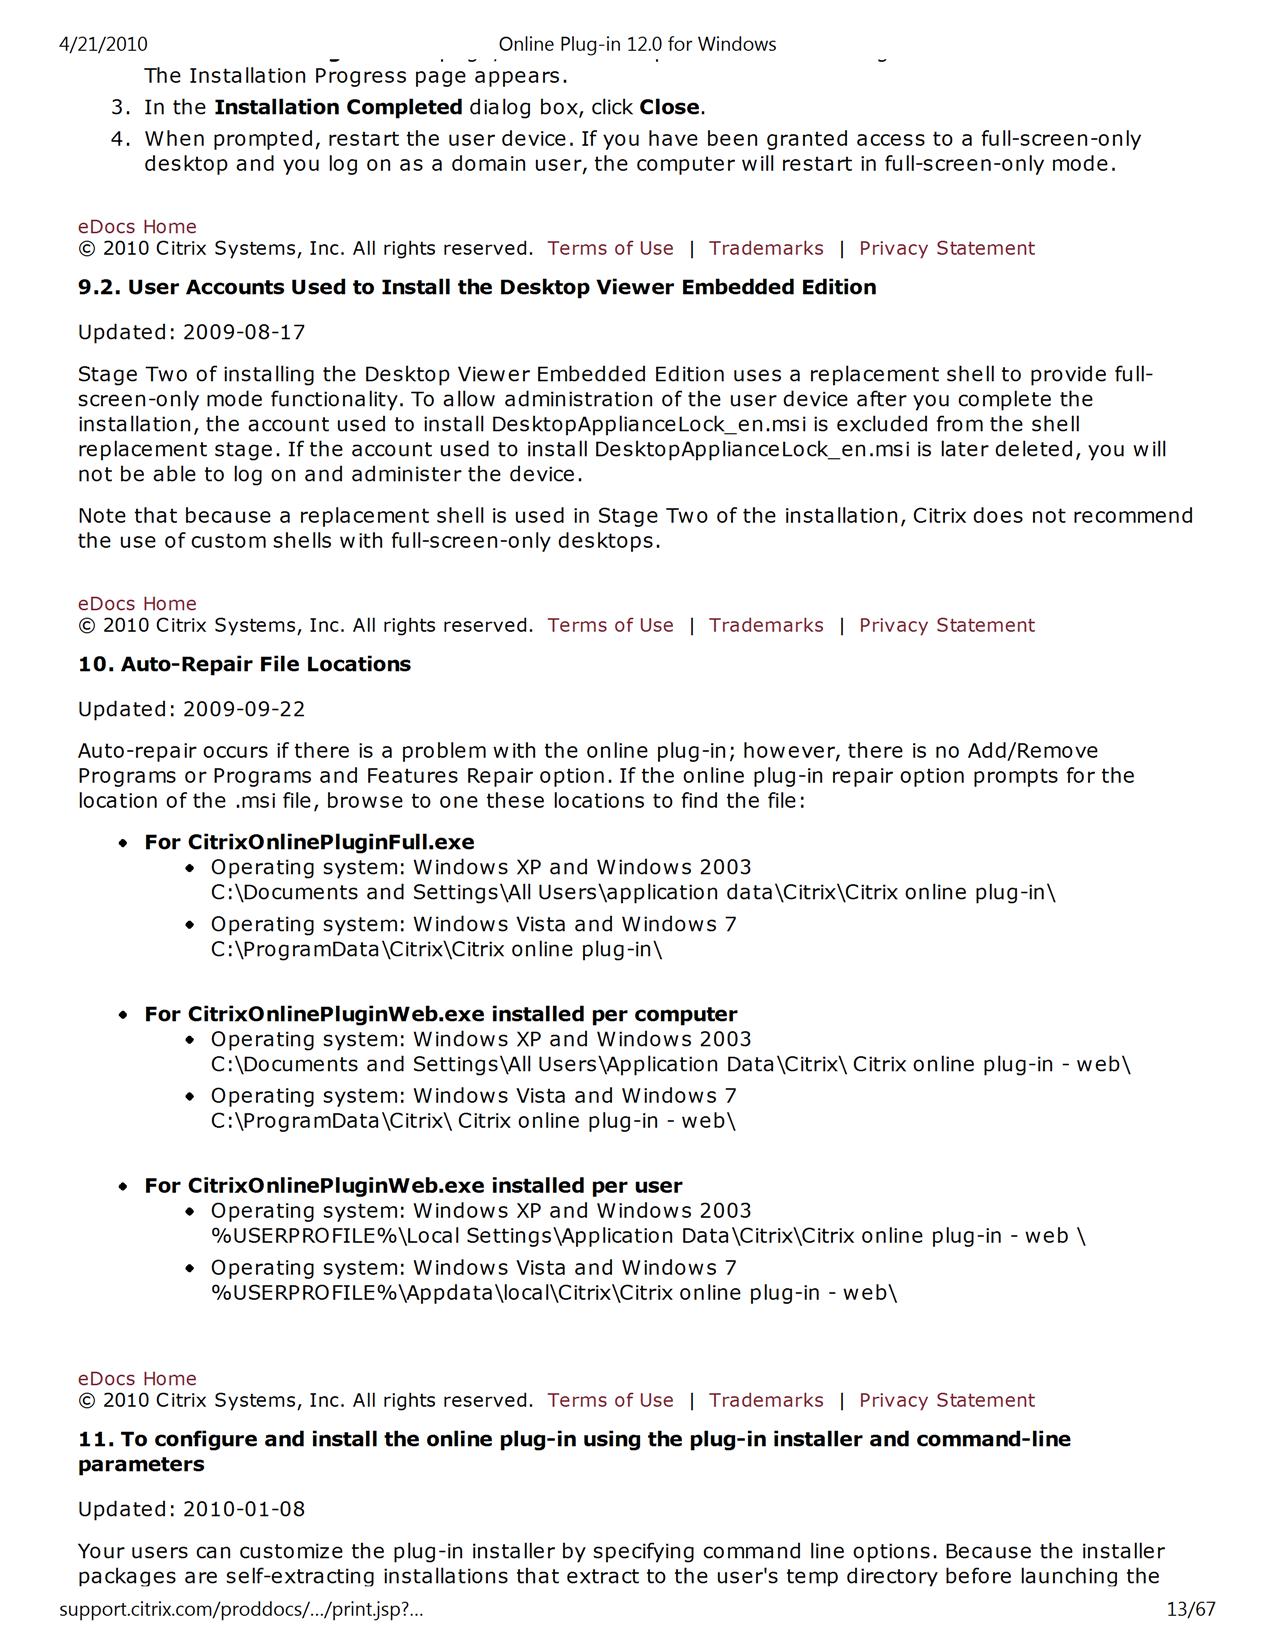 4/21/2010
Online Plug-in 12.0 for Windows
The Installation Progress page appears.
3. In the Installation Completed dialog box, click Close.
4. When prompted, restart the user device. If you have been granted access to a full-screen-only
desktop and you log on as a domain user, the computer will restart in full-screen-only mode.
eDocs Home
© 2010 Citrix Systems, Inc. All rights reserved. Terms of Use | Trademarks | Privacy Statement
9.2. User Accounts Used to Install the Desktop Viewer Embedded Edition
Updated: 2009-08-17
Stage Two of installing the Desktop Viewer Embedded Edition uses a replacement shell to provide full-
screen-only mode functionality. To allow administration of the user device after you complete the
installation, the account used to install DesktopApplianceLock_en.msi is excluded from the shell
replacement stage. If the account used to install DesktopApplianceLock_en.msi is later deleted, you will
not be able to log on and administer the device.
Note that because a replacement shell is used in Stage Two of the installation, Citrix does not recommend
the use of custom shells with full-screen-only desktops.
eDocs Home
© 2010 Citrix Systems, Inc. All rights reserved. Terms of Use | Trademarks | Privacy Statement
10. Auto-Repair File Locations
Updated: 2009-09-22
Auto-repair occurs if there is a problem with the online plug-in; however, there is no Add/Remove
Programs or Programs and Features Repair option. If the online plug-in repair option prompts for the
location of the .msi file, browse to one these locations to find the file:
• For CitrixOnlinePluginFull.exe
• Operating system: Windows XP and Windows 2003
C:\Documents and Settings\All Users\application data\Citrix\Citrix online plug-in\
• Operating system: Windows Vista and Windows 7
C:\ProgramData\Citrix\Citrix online plug-in\
• For CitrixOnlinePluginWeb.exe installed per computer
• Operating system: Windows XP and Windows 2003
C:\Documents and Settings\All Users\Application Data\Citrix\ Citrix online plug-in - web\
• Operating system: Windows Vista and Windows 7
C:\ProgramData\Citrix\ Citrix online plug-in - web\
• For CitrixOnlinePluginWeb.exe installed per user
• Operating system: Windows XP and Windows 2003
%USERPROFILE%\Local Settings\Application Data\Citrix\Citrix online plug-in - web \
• Operating system: Windows Vista and Windows 7
%USERPROFILE%\Appdata\local\Citrix\Citrix online plug-in - web\
eDocs Home
© 2010 Citrix Systems, Inc. All rights reserved. Terms of Use | Trademarks | Privacy Statement
11. To configure and install the online plug-in using the plug-in installer and command-line
parameters
Updated: 2010-01-08
Your users can customize the plug-in installer by specifying command line options. Because the installer
packages are self-extracting installations that extract to the user's temp directory before launching the
support.citrix.com/proddocs/.../print.jsp?...
13/67